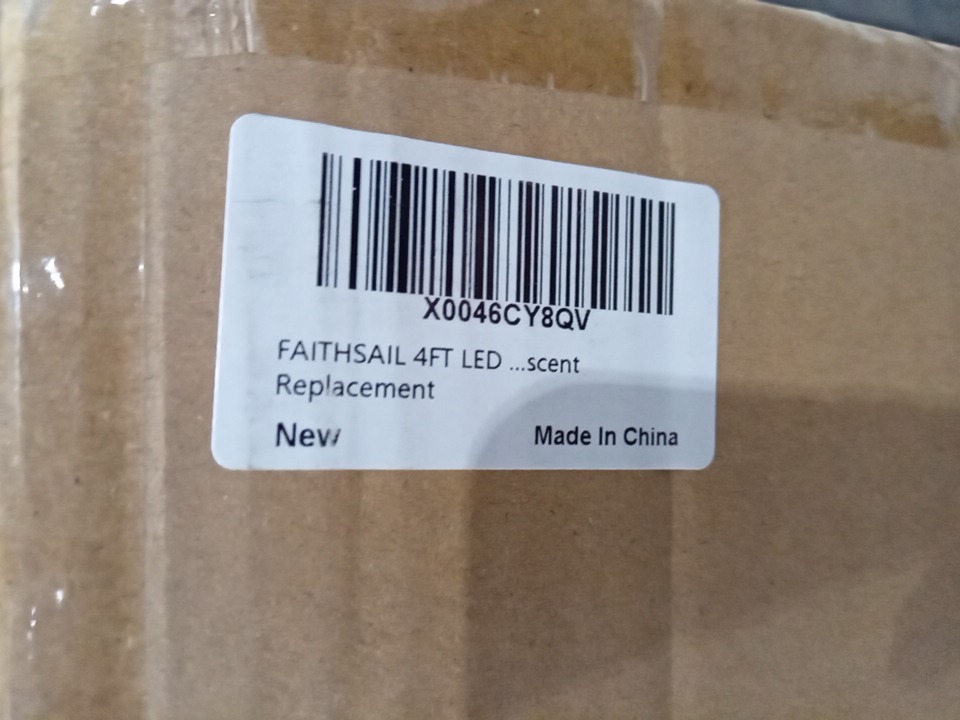 X0046CY8QV
FAITHSAIL 4FT LED ...scent
Replacement
New
Made In China